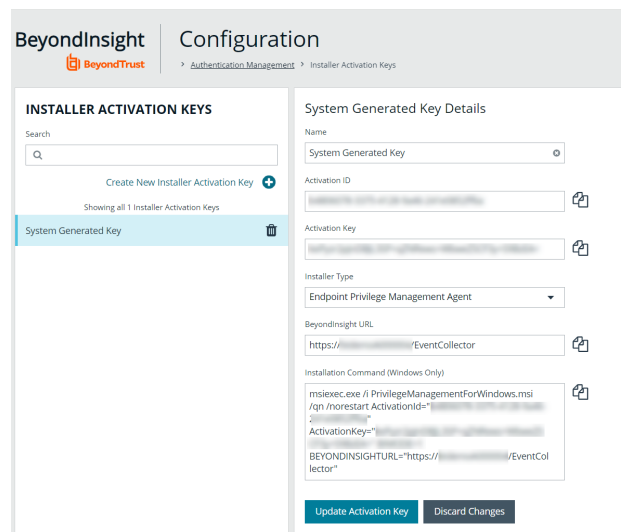 BeyondInsight
BeyondTrust
Configuration
> Authentication Management > Installer Activation Keys
INSTALLER ACTIVATION KEYS
Search
Create New Installer Activation Key
Showing all 1 Installer Activation Keys
System Generated Key
System Generated Key Details
Name
System Generated Key
Activation ID
Activation Key
Installer Type
Endpoint Privilege Management Agent
BeyondInsight URL
https:// /EventCollector
Installation Command (Windows Only)
msiexec.exe /i PrivilegeManagementForWindows.msi
/qn /norestart ActivationId="
"
ActivationKey="
BEYONDINSIGHTURL="https:// /EventCol
lector"
Update Activation Key
Discard Changes